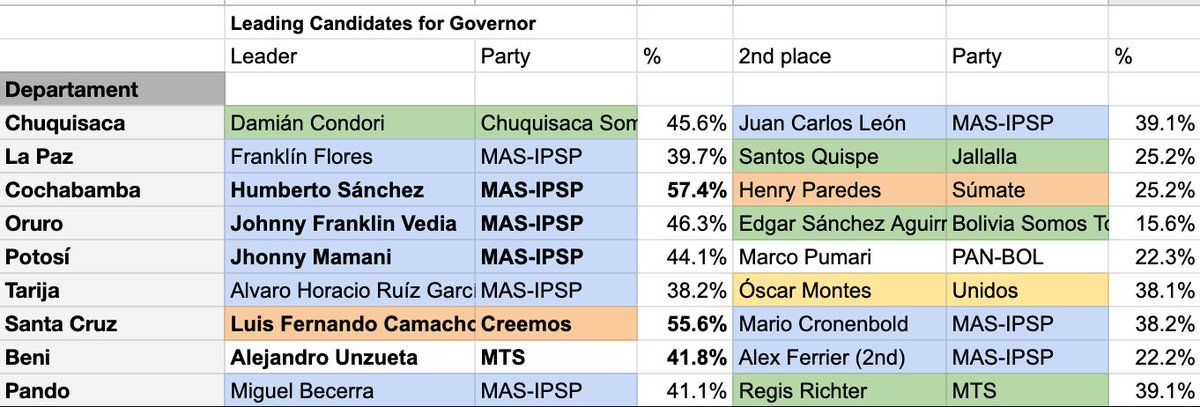 Leading Candidates for Governor
Leader Party % 2nd place Party %
Departament
Chuquisaca Damián Condori Chuquisaca Som 45.6% Juan Carlos León MAS-IPSP 39.1%
La Paz Franklín Flores MAS-IPSP 39.7% Santos Quispe Jallalla 25.2%
Cochabamba Humberto Sánchez MAS-IPSP 57.4% Henry Paredes Súmate 25.2%
Oruro Johnny Franklin Vedia MAS-IPSP 46.3% Edgar Sánchez Aguirr Bolivia Somos To 15.6%
Potosí Jhonny Mamani MAS-IPSP 44.1% Marco Pumari PAN-BOL 22.3%
Tarija Alvaro Horacio Ruíz Garcí MAS-IPSP 38.2% Óscar Montes Unidos 38.1%
Santa Cruz Luis Fernando Camacho Creemos 55.6% Mario Cronenbold MAS-IPSP 38.2%
Beni Alejandro Unzueta MTS 41.8% Alex Ferrier (2nd) MAS-IPSP 22.2%
Pando Miguel Becerra MAS-IPSP 41.1% Regis Richter MTS 39.1%